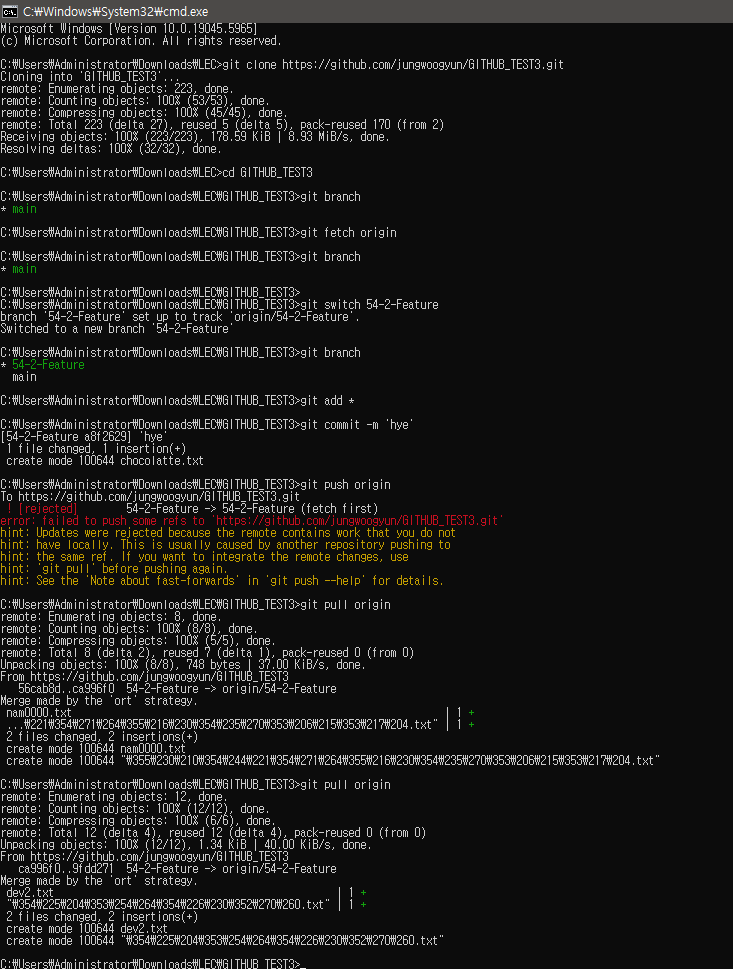 C:₩Windows₩System32₩cmd.exe
Microsoft Windows [Version 10.0.19045.5965]
(c) Microsoft Corporation. All rights reserved.
C:₩Users₩Administrator₩Downloads₩LEC>git clone https://github.com/jungwoogyun/GITHUB_TEST3.git
Cloning into 'GITHUB_TEST3'...
remote: Enumerating objects: 223, done.
remote: Counting objects: 100% (53/53), done.
remote: Compressing objects: 100% (45/45), done.
remote: Total 223 (delta 27), reused 5 (delta 5), pack-reused 170 (from 2)
Receiving objects: 100% (223/223), 178.59 KiB | 8.93 MiB/s, done.
Resolving deltas: 100% (32/32), done.
C:₩Users₩Administrator₩Downloads₩LEC>cd GITHUB_TEST3
C:₩Users₩Administrator₩Downloads₩LEC₩GITHUB_TEST3>git branch
* main
C:₩Users₩Administrator₩Downloads₩LEC₩GITHUB_TEST3>git fetch origin
C:₩Users₩Administrator₩Downloads₩LEC₩GITHUB_TEST3>git branch
* main
C:₩Users₩Administrator₩Downloads₩LEC₩GITHUB_TEST3>
C:₩Users₩Administrator₩Downloads₩LEC₩GITHUB_TEST3>git switch 54-2-Feature
branch '54-2-Feature' set up to track 'origin/54-2-Feature'.
Switched to a new branch '54-2-Feature'
C:₩Users₩Administrator₩Downloads₩LEC₩GITHUB_TEST3>git branch
* 54-2-Feature
main
C:₩Users₩Administrator₩Downloads₩LEC₩GITHUB_TEST3>git add *
C:₩Users₩Administrator₩Downloads₩LEC₩GITHUB_TEST3>git commit -m 'hye'
[54-2-Feature a8f2629] 'hye'
1 file changed, 1 insertion(+)
create mode 100644 chocolatte.txt
C:₩Users₩Administrator₩Downloads₩LEC₩GITHUB_TEST3>git push origin
To https://github.com/jungwoogyun/GITHUB_TEST3.git
! [rejected] 54-2-Feature -> 54-2-Feature (fetch first)
error: failed to push some refs to 'https://github.com/jungwoogyun/GITHUB_TEST3.git'
hint: Updates were rejected because the remote contains work that you do not
hint: have locally. This is usually caused by another repository pushing to
hint: the same ref. If you want to integrate the remote changes, use
hint: 'git pull' before pushing again.
hint: See the 'Note about fast-forwards' in 'git push --help' for details.
C:₩Users₩Administrator₩Downloads₩LEC₩GITHUB_TEST3>git pull origin
remote: Enumerating objects: 8, done.
remote: Counting objects: 100% (8/8), done.
remote: Compressing objects: 100% (5/5), done.
remote: Total 8 (delta 2), reused 7 (delta 1), pack-reused 0 (from 0)
Unpacking objects: 100% (8/8), 748 bytes | 37.00 KiB/s, done.
From https://github.com/jungwoogyun/GITHUB_TEST3
56cab8d..ca996f0 54-2-Feature -> origin/54-2-Feature
Merge made by the 'ort' strategy.
nam0000.txt | 1 +
...₩221₩354₩271₩264₩355₩216₩230₩354₩235₩270₩353₩206₩215₩353₩217₩204.txt" | 1 +
2 files changed, 2 insertions(+)
create mode 100644 nam0000.txt
create mode 100644 "₩355₩230₩210₩354₩244₩221₩354₩271₩264₩355₩216₩230₩354₩235₩270₩353₩206₩215₩353₩217₩204.txt"
C:₩Users₩Administrator₩Downloads₩LEC₩GITHUB_TEST3>git pull origin
remote: Enumerating objects: 12, done.
remote: Counting objects: 100% (12/12), done.
remote: Compressing objects: 100% (6/6), done.
remote: Total 12 (delta 4), reused 12 (delta 4), pack-reused 0 (from 0)
Unpacking objects: 100% (12/12), 1.34 KiB | 40.00 KiB/s, done.
From https://github.com/jungwoogyun/GITHUB_TEST3
ca996f0..9fdd271 54-2-Feature -> origin/54-2-Feature
Merge made by the 'ort' strategy.
dev2.txt | 1 +
"₩354₩225₩204₩353₩254₩264₩354₩226₩230₩352₩270₩260.txt" | 1 +
2 files changed, 2 insertions(+)
create mode 100644 dev2.txt
create mode 100644 "₩354₩225₩204₩353₩254₩264₩354₩226₩230₩352₩270₩260.txt"
C:₩Users₩Administrator₩Downloads₩LEC₩GITHUB_TEST3>_